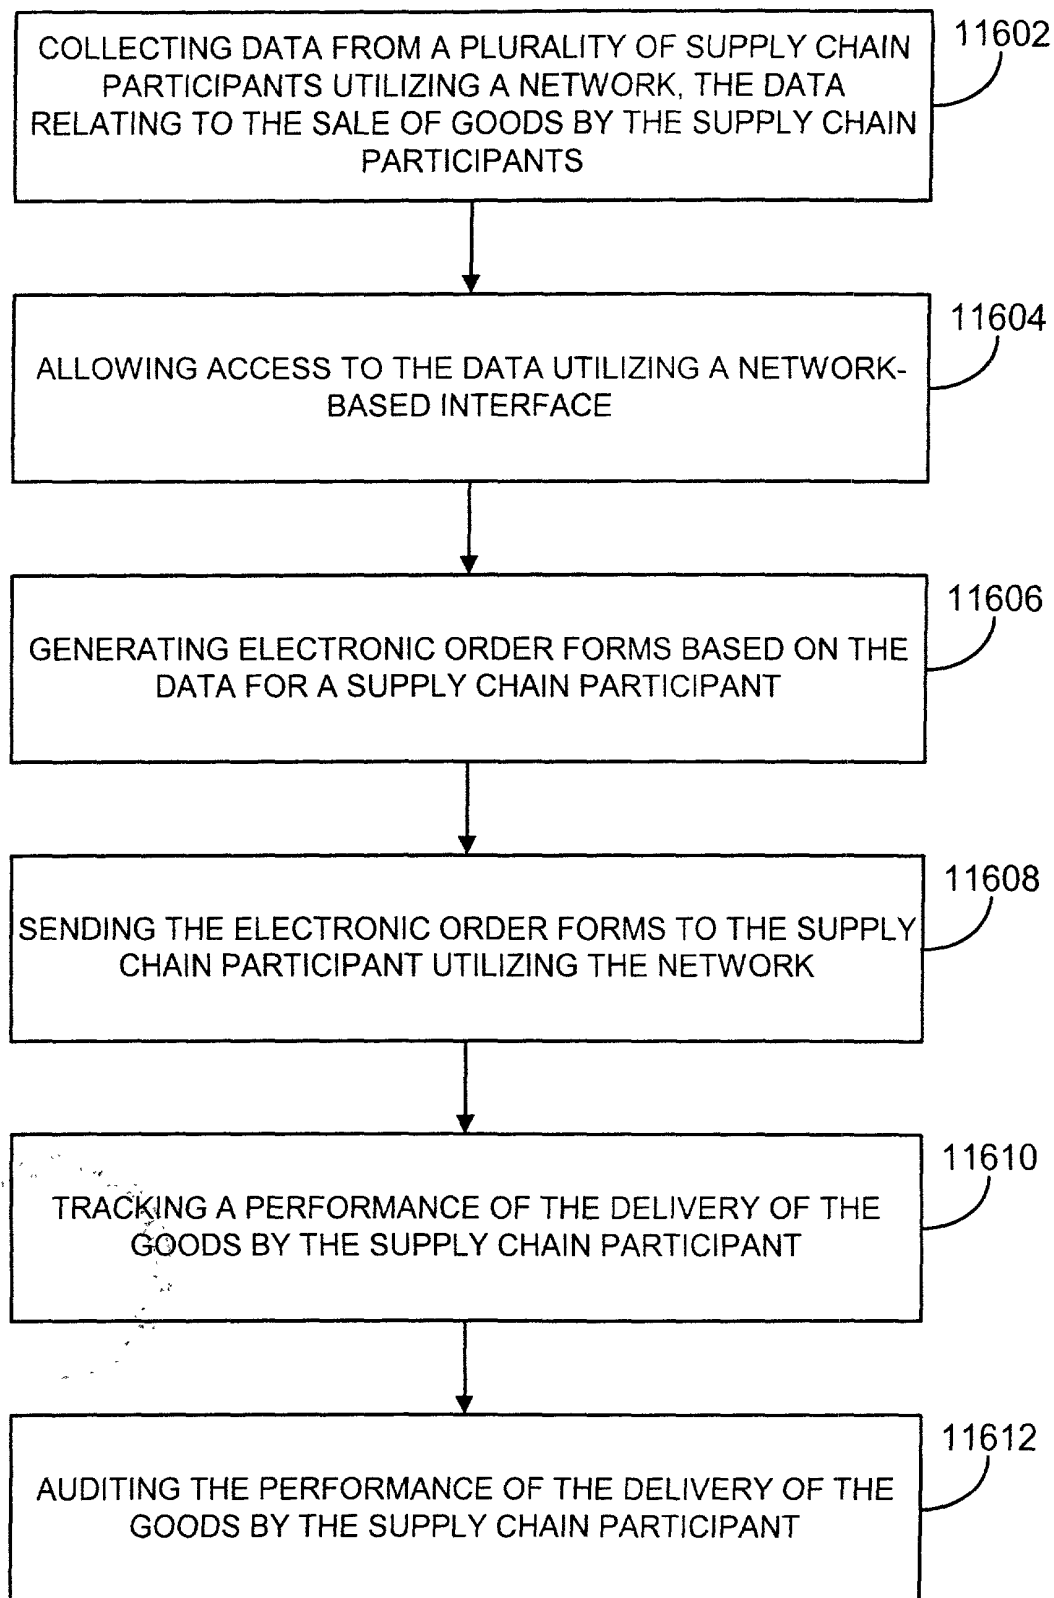 COLLECTING DATA FROM A PLURALITY OF SUPPLY CHAIN
PARTICIPANTS UTILIZING A NETWORK, THE DATA
RELATING TO THE SALE OF GOODS BY THE SUPPLY CHAIN
PARTICIPANTS
11602
ALLOWING ACCESS TO THE DATA UTILIZING A NETWORK-
BASED INTERFACE
11604
GENERATING ELECTRONIC ORDER FORMS BASED ON THE
DATA FOR A SUPPLY CHAIN PARTICIPANT
11606
SENDING THE ELECTRONIC ORDER FORMS TO THE SUPPLY
CHAIN PARTICIPANT UTILIZING THE NETWORK
11608
TRACKING A PERFORMANCE OF THE DELIVERY OF THE
GOODS BY THE SUPPLY CHAIN PARTICIPANT
11610
AUDITING THE PERFORMANCE OF THE DELIVERY OF THE
GOODS BY THE SUPPLY CHAIN PARTICIPANT
11612